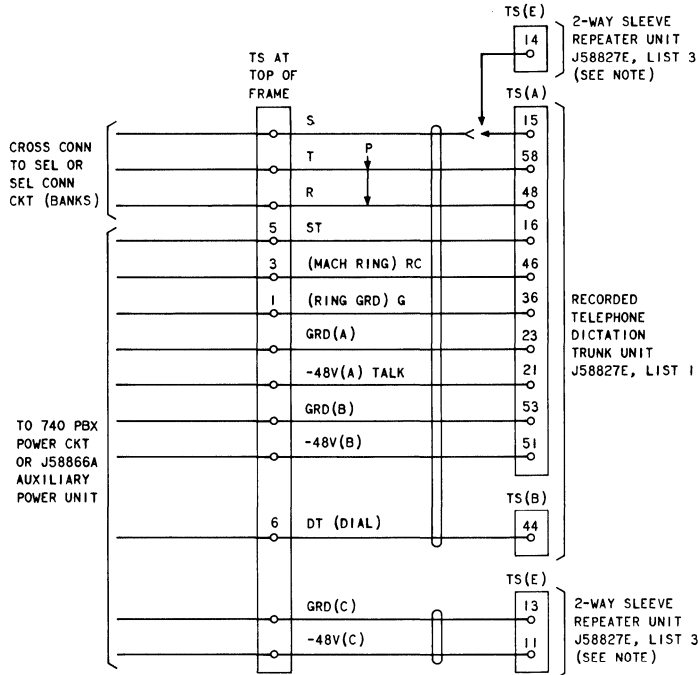 TS(E)
14
2-WAY SLEEVE
REPEATER UNIT
J58827E, LIST 3
(SEE NOTE)
TS AT
TOP OF
FRAME
TS(A)
CROSS CONN
TO SEL OR
SEL CONN
CKT (BANKS)
S
15
T
P
58
R
48
5
ST
16
3
(MACH RING) RC
46
1
(RING GRD) G
36
GRD(A)
23
-48V(A) TALK
21
GRD(B)
53
-48V(B)
51
RECORDED
TELEPHONE
DICTATION
TRUNK UNIT
J58827E, LIST 1
TO 740 PBX
POWER CKT
OR J58866A
AUXILIARY
POWER UNIT
TS(B)
6
DT (DIAL)
44
TS(E)
GRD(C)
13
-48V(C)
11
2-WAY SLEEVE
REPEATER UNIT
J58827E, LIST 3
(SEE NOTE)